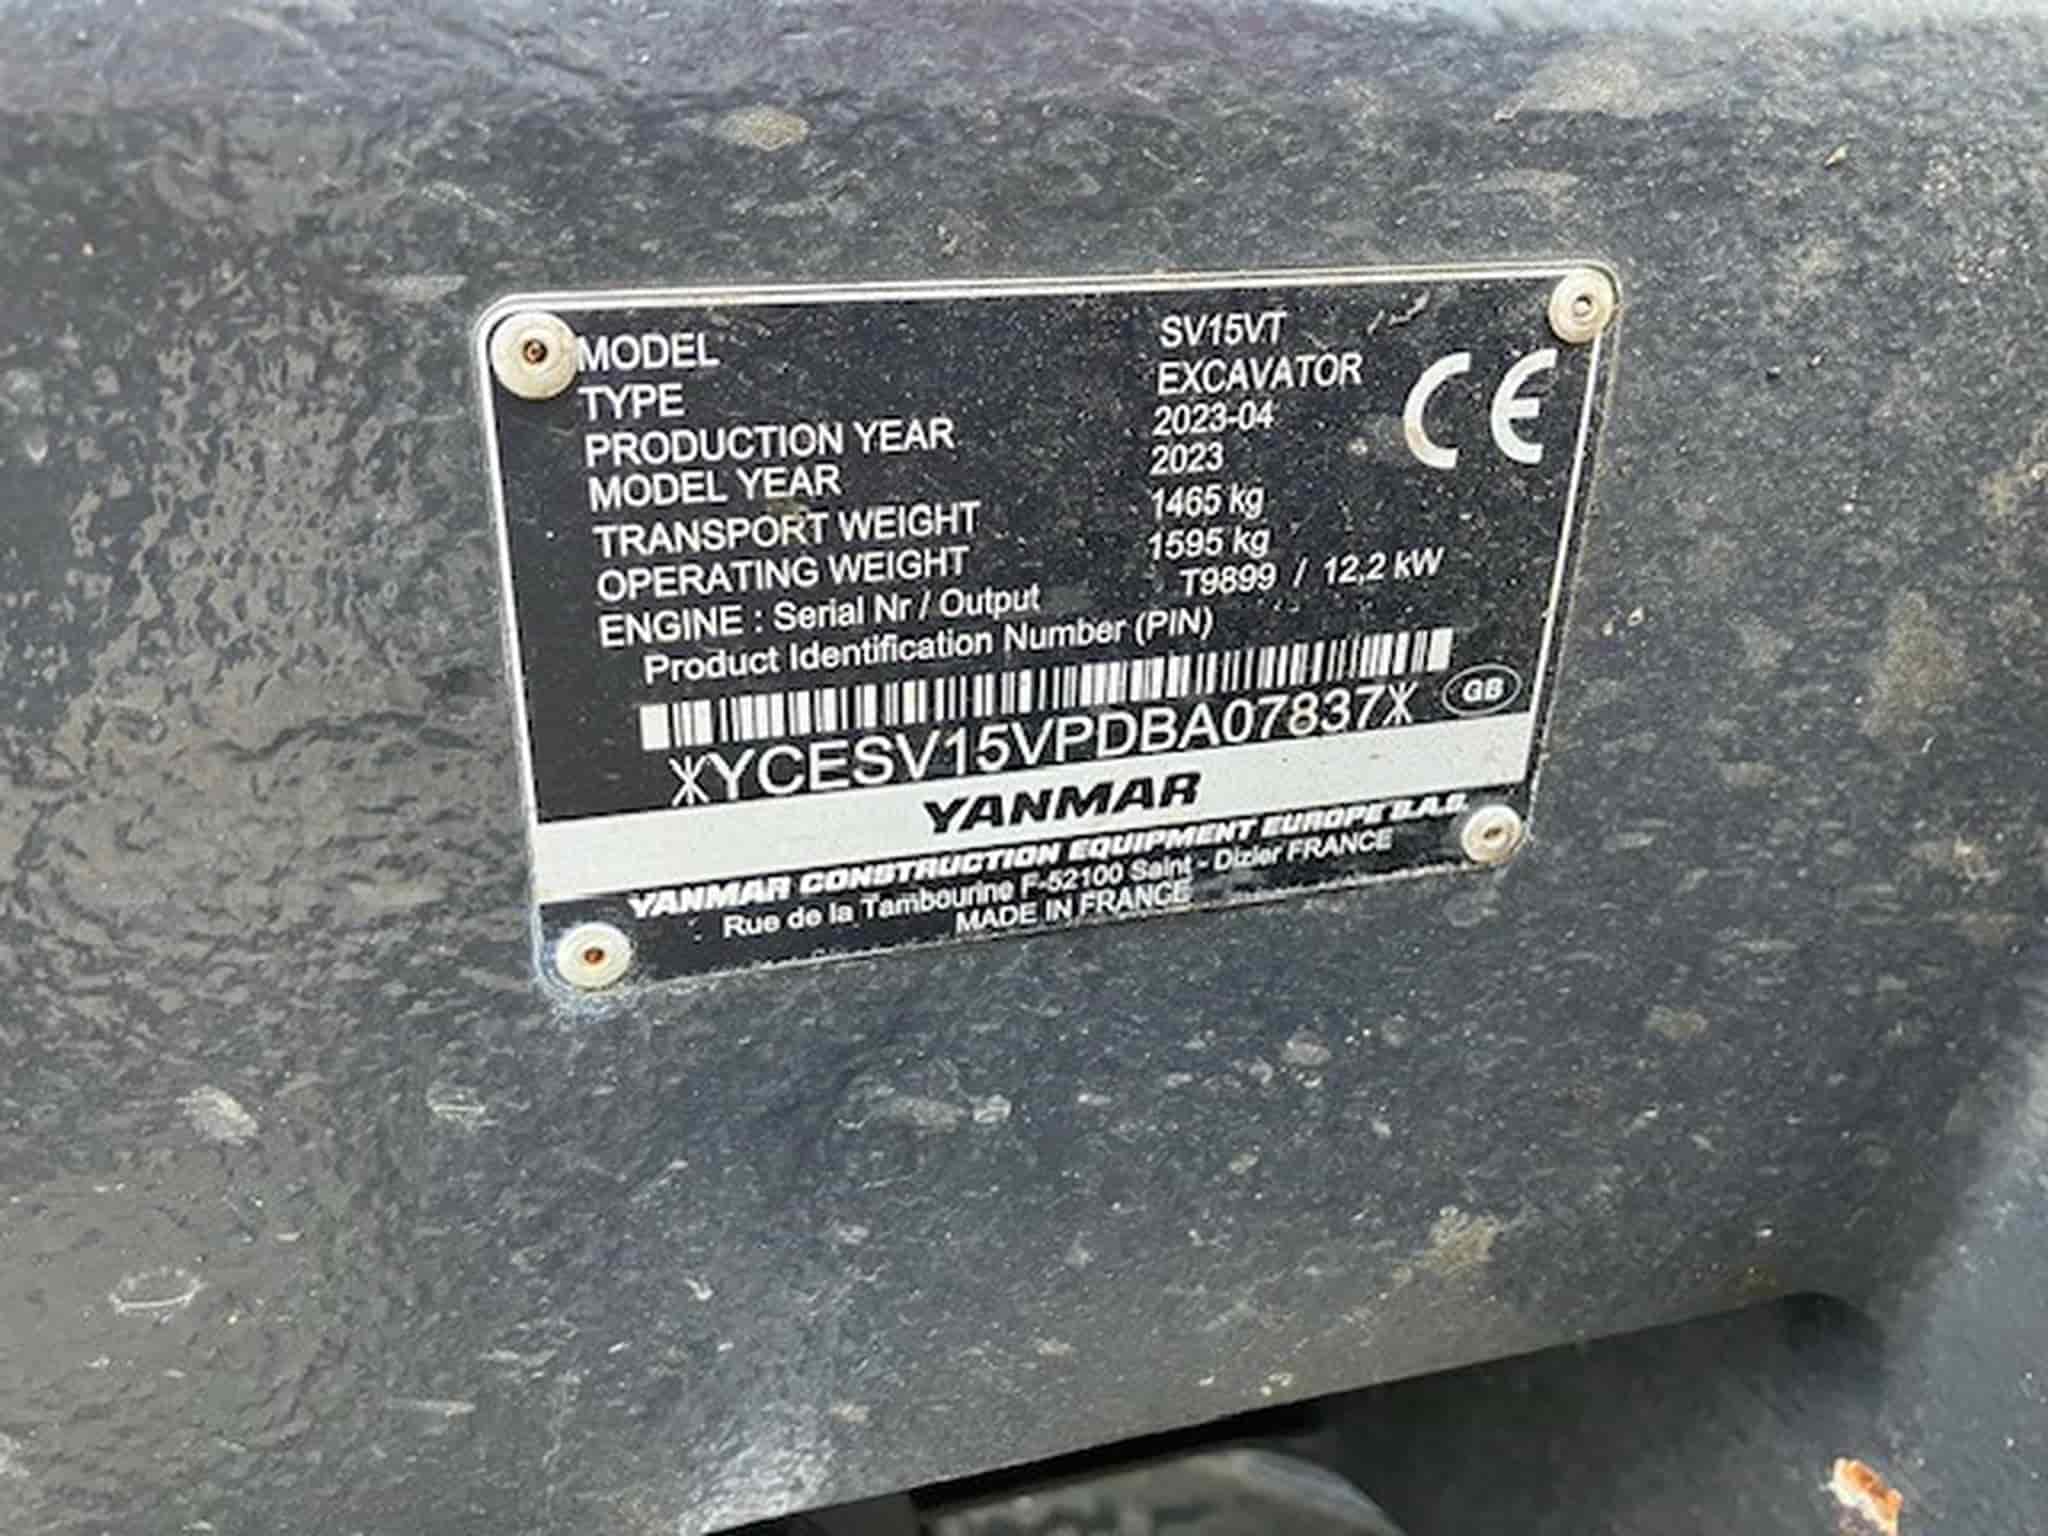 MODEL SV15VT
TYPE EXCAVATOR
PRODUCTION YEAR 2023-04
MODEL YEAR 2023
TRANSPORT WEIGHT 1465 kg
OPERATING WEIGHT 1595 kg
ENGINE : Serial Nr / Output T9899 / 12,2 kW
CE
Product Identification Number (PIN)
YCESV15VPDBA07837
GB
YANMAR
YANMAR CONSTRUCTION EQUIPMENT EUROPE S.A.S.
Rue de la Tambourine F-52100 Saint - Dizier FRANCE
MADE IN FRANCE